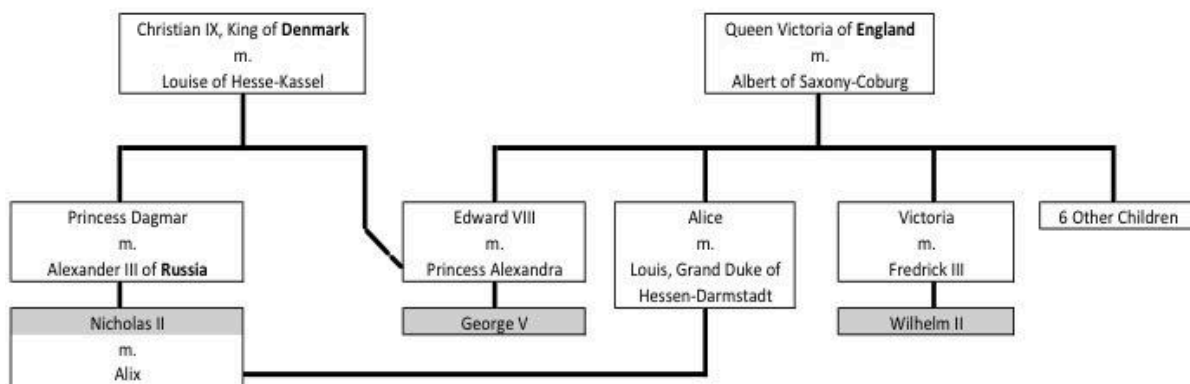 Christian IX, King of Denmark
m.
Louise of Hesse-Kassel
Queen Victoria of England
m.
Albert of Saxony-Coburg
Princess Dagmar
m.
Alexander III of Russia
Edward VIII
m.
Princess Alexandra
Alice
m.
Louis, Grand Duke of
Hessen-Darmstadt
Victoria
m.
Fredrick III
6 Other Children
Nicholas II
m.
Alix
George V
Wilhelm II